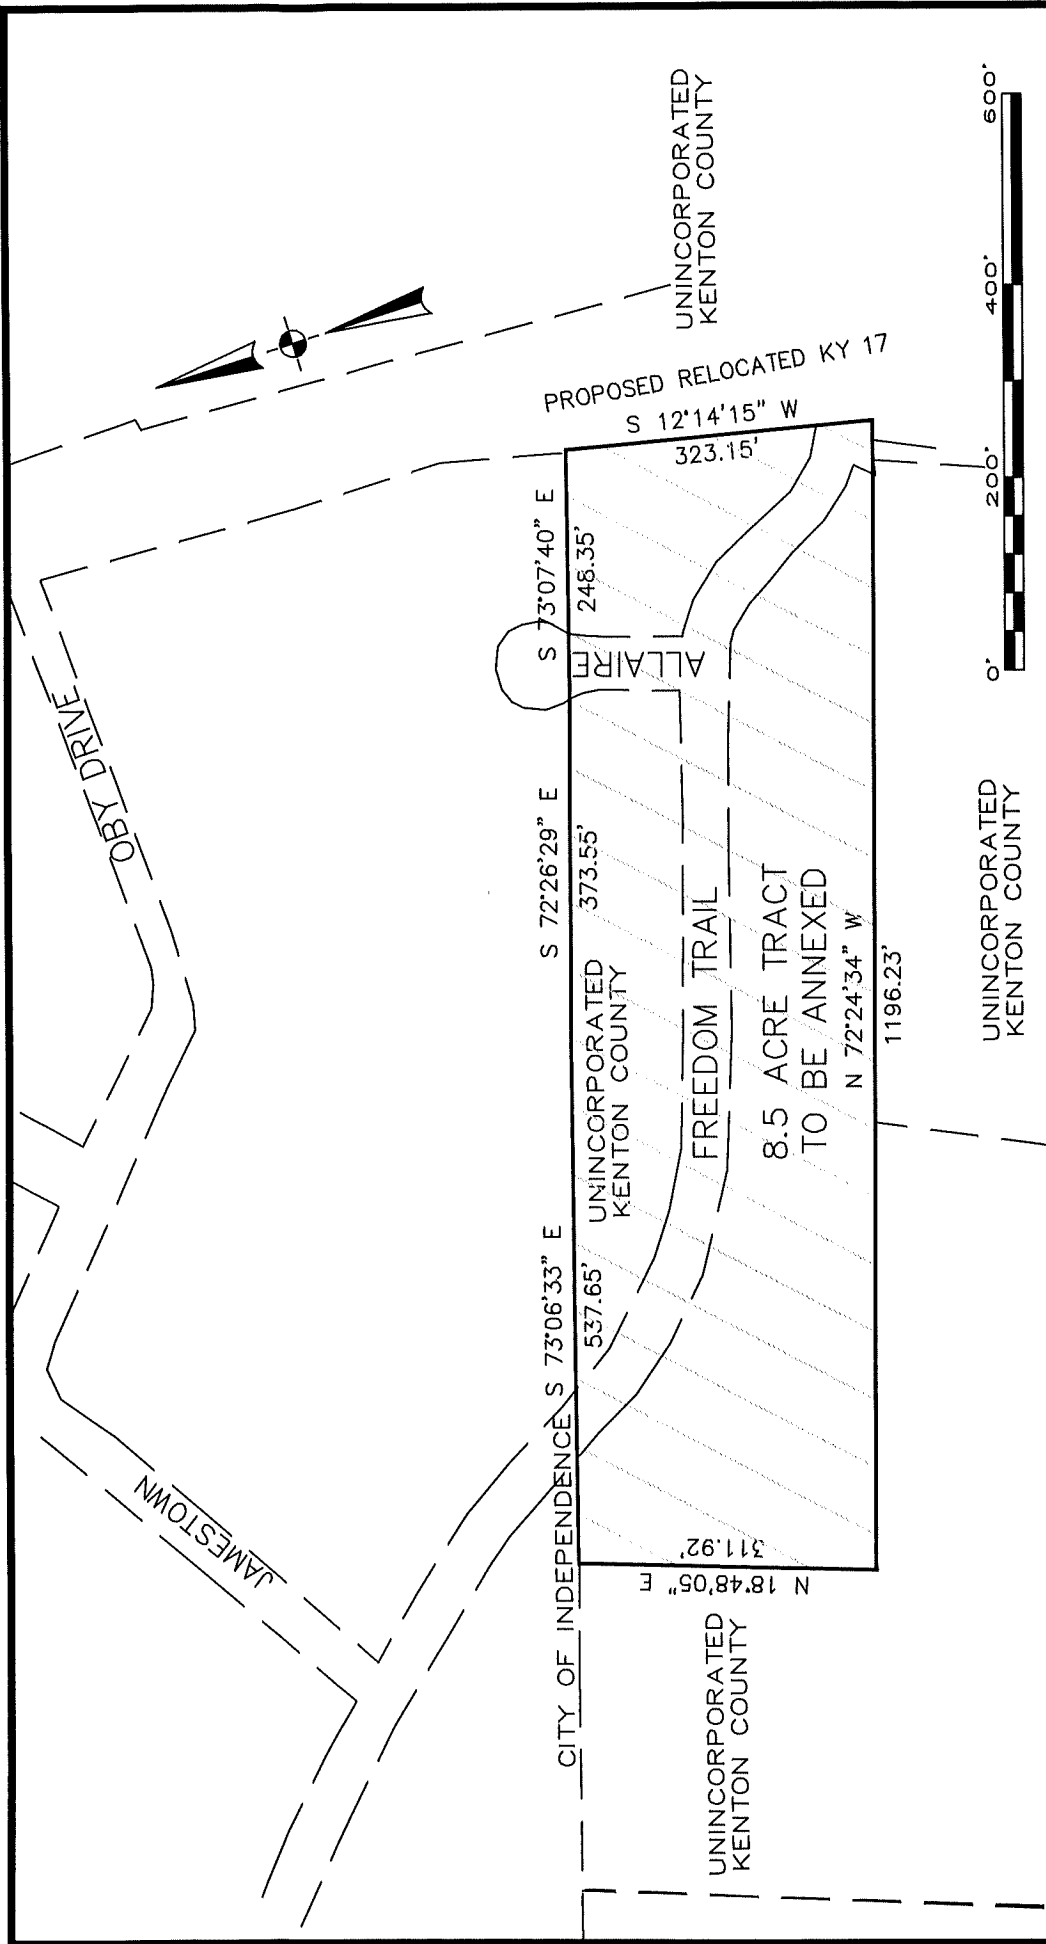 OBY DRIVE
JAMESTOWN
UNINCORPORATED
KENTON COUNTY
PROPOSED RELOCATED KY 17
S 12°14'15" W
323.15'
CITY OF INDEPENDENCE
S 73°06'33" E
537.65'
S 72°26'29" E
373.55'
S 73°07'40" E
248.35'
ALLAIRE
UNINCORPORATED
KENTON COUNTY
FREEDOM TRAIL
8.5 ACRE TRACT
TO BE ANNEXED
N 72°24'34" W
1196.23'
N 18°48'05" E
311.92'
UNINCORPORATED
KENTON COUNTY
UNINCORPORATED
KENTON COUNTY
0' 200' 400' 600'